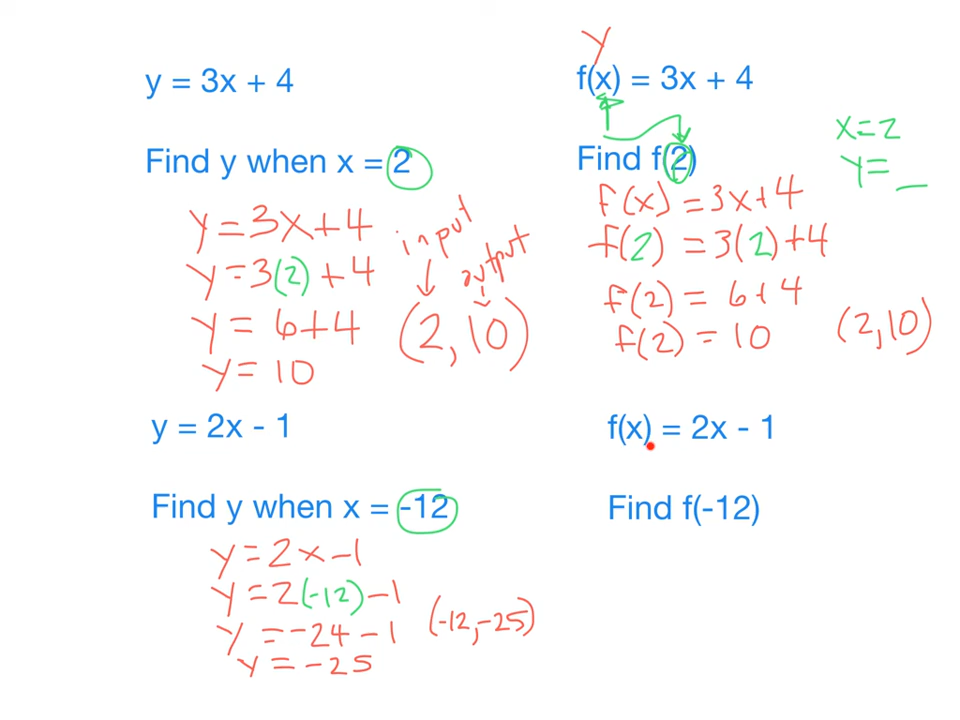 y = 3x + 4
Find y when x = 2
y = 3x + 4
y = 3(2) + 4
y = 6 + 4
y = 10
input
output
(2, 10)
y
f(x) = 3x + 4
Find f(2)
x = 2
y = _
f(x) = 3x + 4
f(2) = 3(2) + 4
f(2) = 6 + 4
f(2) = 10
(2, 10)
y = 2x - 1
Find y when x = -12
y = 2x - 1
y = 2(-12) - 1
y = -24 - 1
y = -25
(-12, -25)
f(x) = 2x - 1
Find f(-12)